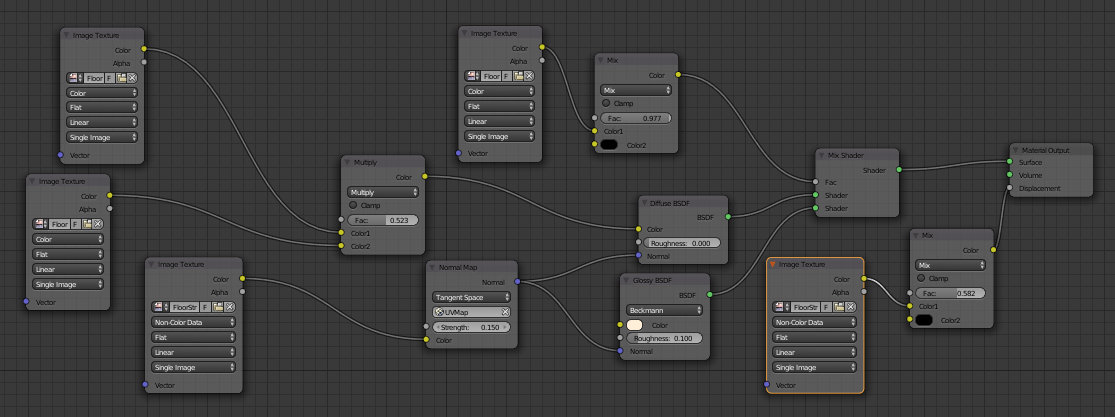 Image Texture
Color
Alpha
Floor F
Color
Flat
Linear
Single Image
Vector
Image Texture
Color
Alpha
Floor F
Color
Flat
Linear
Single Image
Vector
Image Texture
Color
Alpha
FloorStr F
Non-Color Data
Flat
Linear
Single Image
Vector
Multiply
Color
Multiply
Clamp
Fac: 0.523
Color1
Color2
Normal Map
Normal
Tangent Space
UVMap
Strength: 0.150
Color
Image Texture
Color
Alpha
Floor F
Color
Flat
Linear
Single Image
Vector
Mix
Color
Mix
Clamp
Fac: 0.977
Color1
Color2
Diffuse BSDF
BSDF
Color
Roughness: 0.000
Normal
Glossy BSDF
BSDF
Beckmann
Color
Roughness: 0.100
Normal
Mix Shader
Shader
Fac
Shader
Shader
Image Texture
Color
Alpha
FloorStr F
Non-Color Data
Flat
Linear
Single Image
Vector
Mix
Color
Mix
Clamp
Fac: 0.582
Color1
Color2
Material Output
Surface
Volume
Displacement